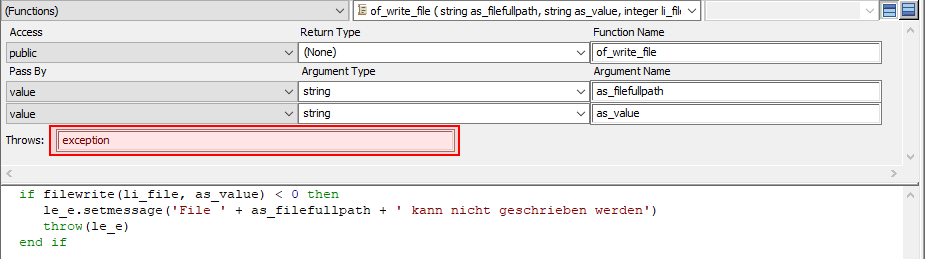 (Functions) of_write_file ( string as_filefullpath, string as_value, integer li_file
Access Return Type Function Name
public (None) of_write_file
Pass By Argument Type Argument Name
value string as_filefullpath
value string as_value
Throws: exception
if filewrite(li_file, as_value) < 0 then
le_e.setmessage('File ' + as_filefullpath + ' kann nicht geschrieben werden')
throw(le_e)
end if